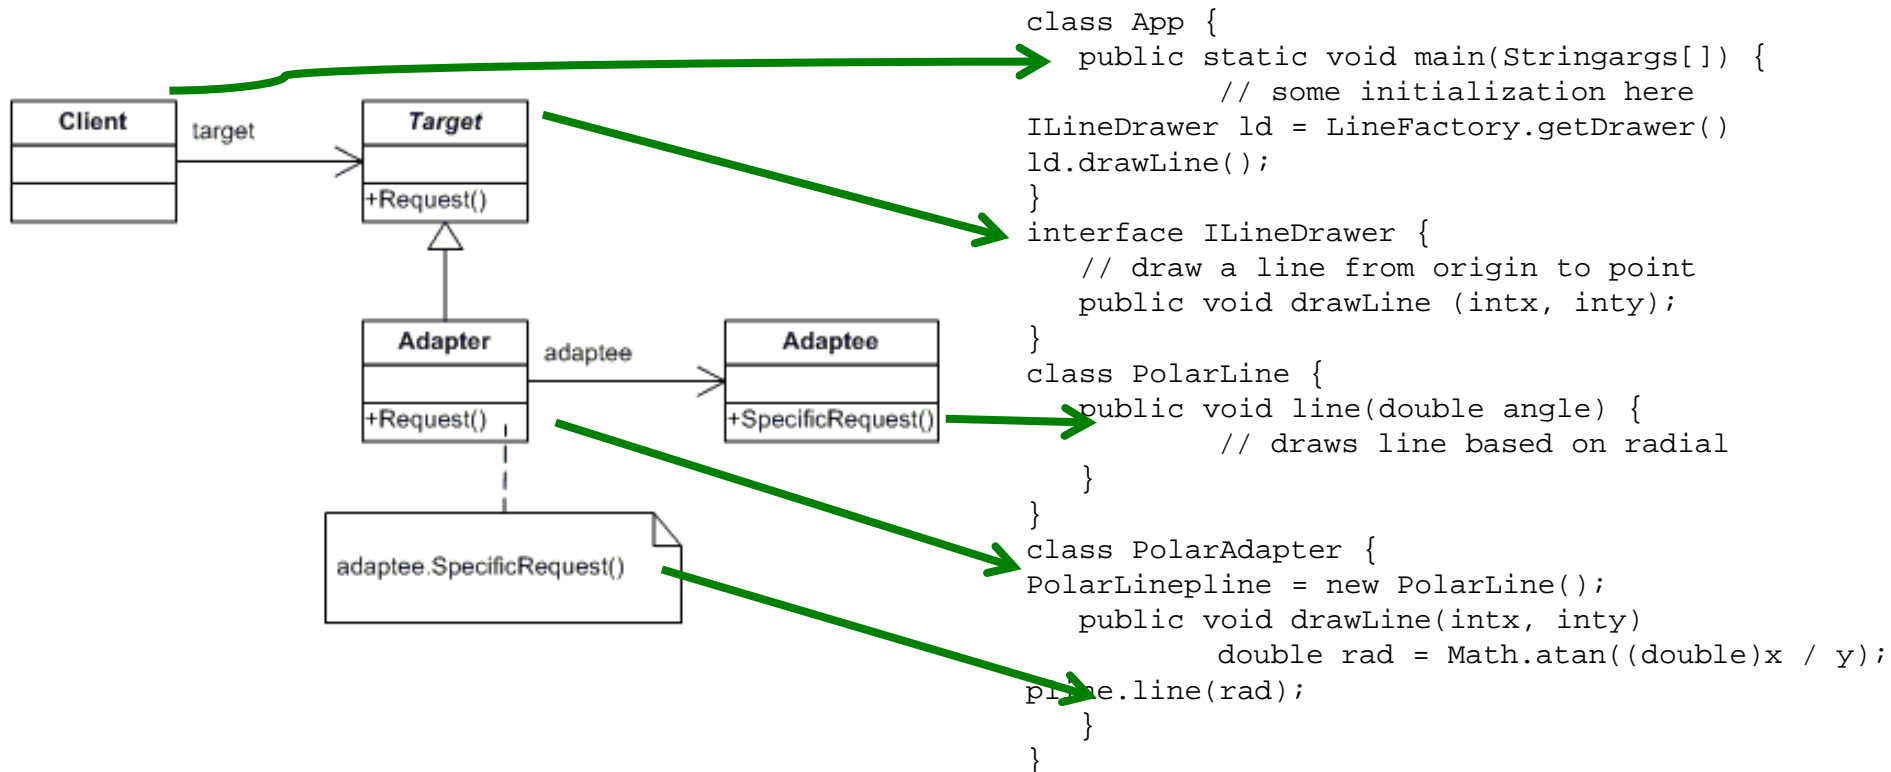 Client
target
Target
+Request()
Adapter
adaptee
Adaptee
+Request()
+SpecificRequest()
adaptee.SpecificRequest()
class App {
public static void main(Stringargs[]) {
// some initialization here
ILineDrawer ld = LineFactory.getDrawer()
ld.drawLine();
}
interface ILineDrawer {
// draw a line from origin to point
public void drawLine (intx, inty);
}
class PolarLine {
public void line(double angle) {
// draws line based on radial
}
}
class PolarAdapter {
PolarLinepline = new PolarLine();
public void drawLine(intx, inty)
double rad = Math.atan((double)x / y);
pline.line(rad);
}
}